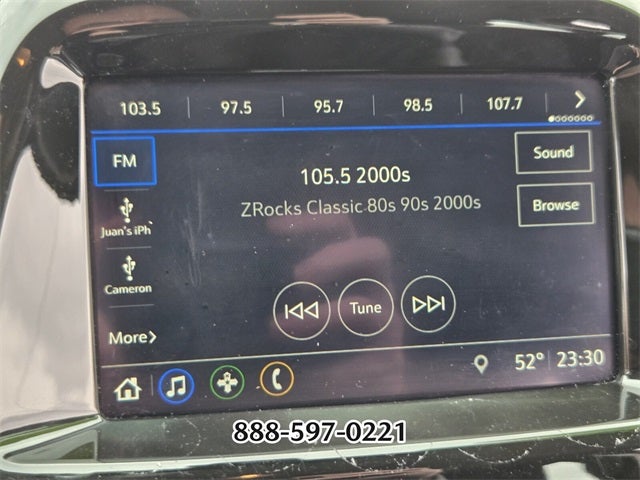 103.5 97.5 95.7 98.5 107.7
FM
Sound
105.5 2000s
ZRocks Classic 80s 90s 2000s
Browse
Juan's iPh
Cameron
Tune
More
52° 23:30
888-597-0221